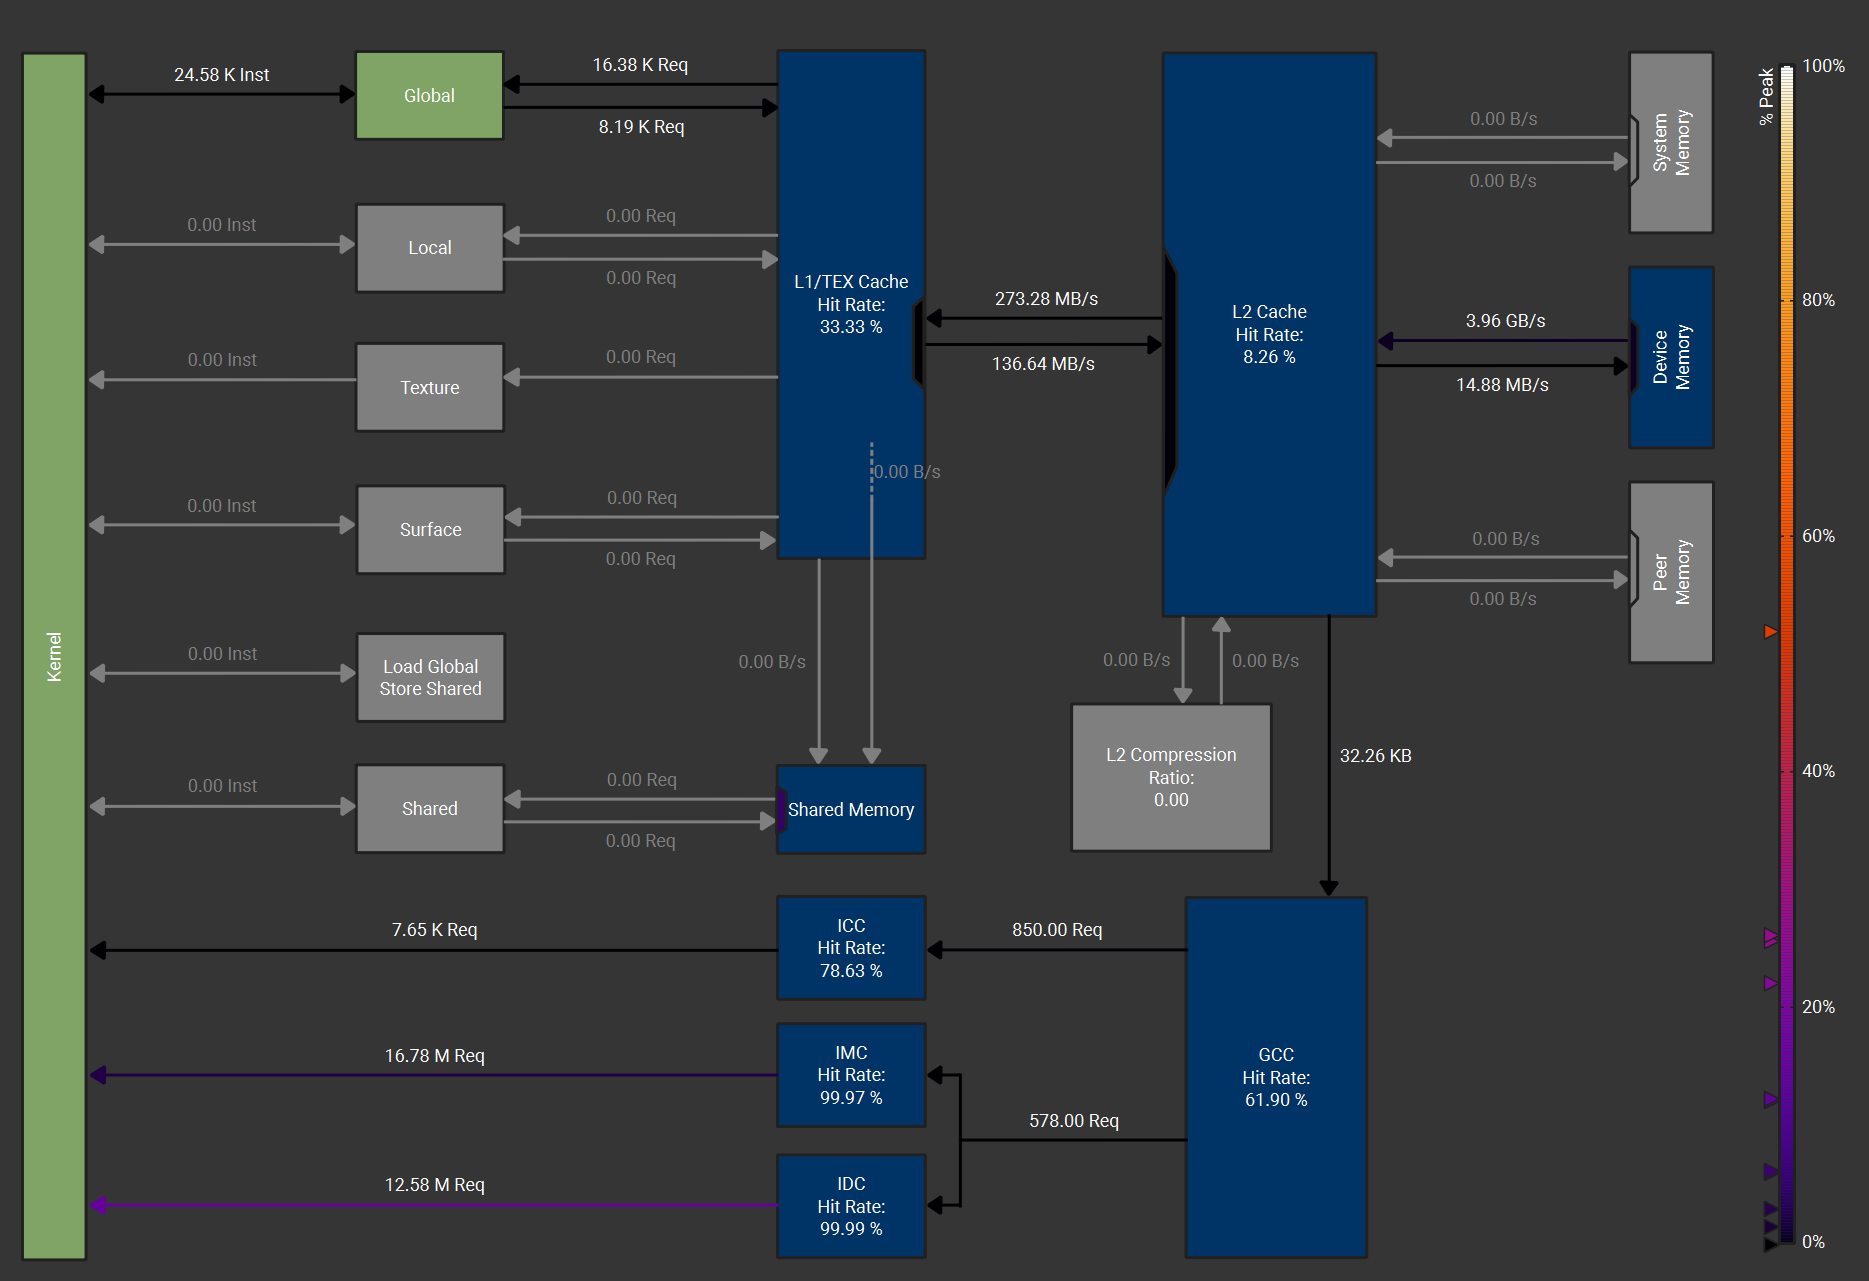 Kernel
24.58 K Inst
Global
16.38 K Req
8.19 K Req
0.00 Inst
Local
0.00 Req
0.00 Req
0.00 Inst
Texture
0.00 Req
0.00 Inst
Surface
0.00 Req
0.00 Req
0.00 Inst
Load Global
Store Shared
0.00 Inst
Shared
0.00 Req
0.00 Req
L1/TEX Cache
Hit Rate:
33.33 %
0.00 B/s
0.00 B/s
Shared Memory
273.28 MB/s
136.64 MB/s
L2 Cache
Hit Rate:
8.26 %
0.00 B/s
0.00 B/s
System
Memory
3.96 GB/s
14.88 MB/s
Device
Memory
0.00 B/s
0.00 B/s
Peer
Memory
0.00 B/s
0.00 B/s
L2 Compression
Ratio:
0.00
32.26 KB
7.65 K Req
ICC
Hit Rate:
78.63 %
850.00 Req
16.78 M Req
IMC
Hit Rate:
99.97 %
578.00 Req
12.58 M Req
IDC
Hit Rate:
99.99 %
GCC
Hit Rate:
61.90 %
% Peak
100%
80%
60%
40%
20%
0%